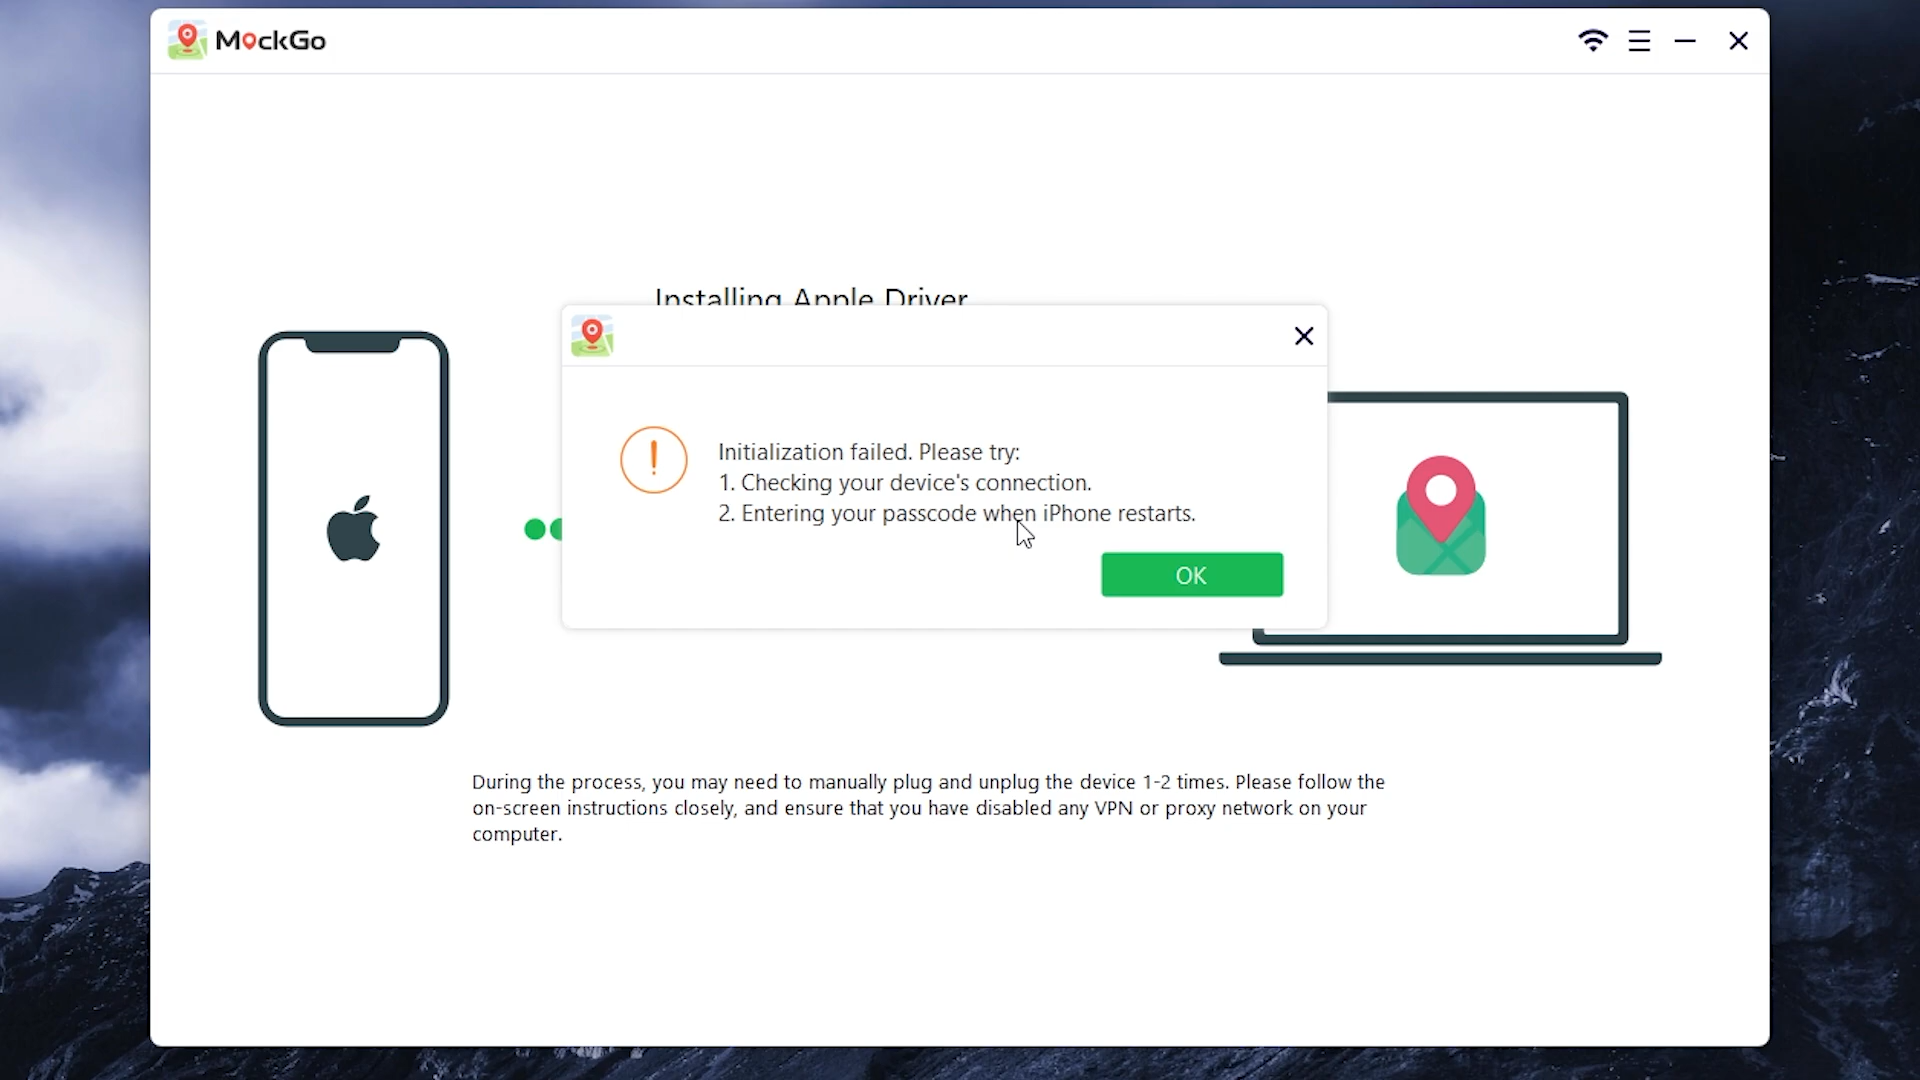 MockGo
Installing Apple Driver
Initialization failed. Please try:
1. Checking your device's connection.
2. Entering your passcode when iPhone restarts.
OK
During the process, you may need to manually plug and unplug the device 1-2 times. Please follow the
on-screen instructions closely, and ensure that you have disabled any VPN or proxy network on your
computer.